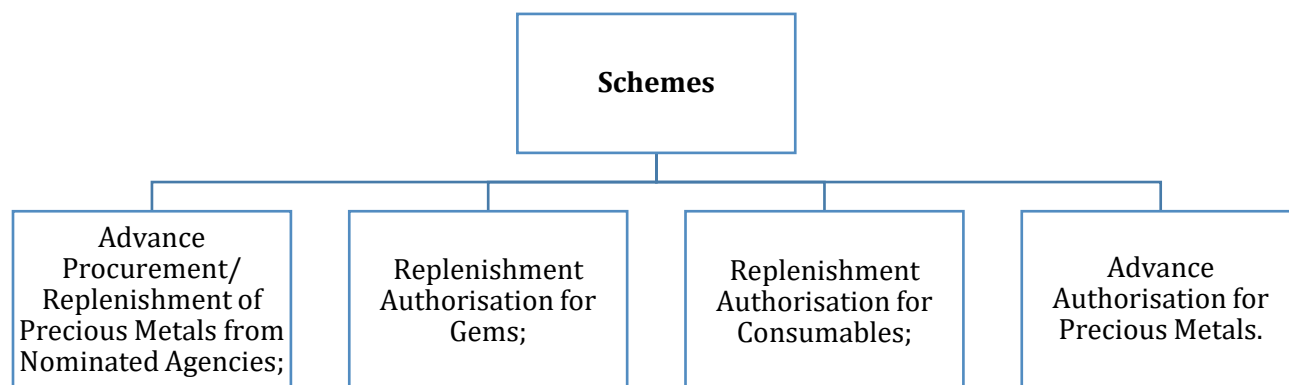 Schemes
Advance
Procurement/
Replenishment of
Precious Metals from
Nominated Agencies;
Replenishment
Authorisation for
Gems;
Replenishment
Authorisation for
Consumables;
Advance
Authorisation for
Precious Metals.